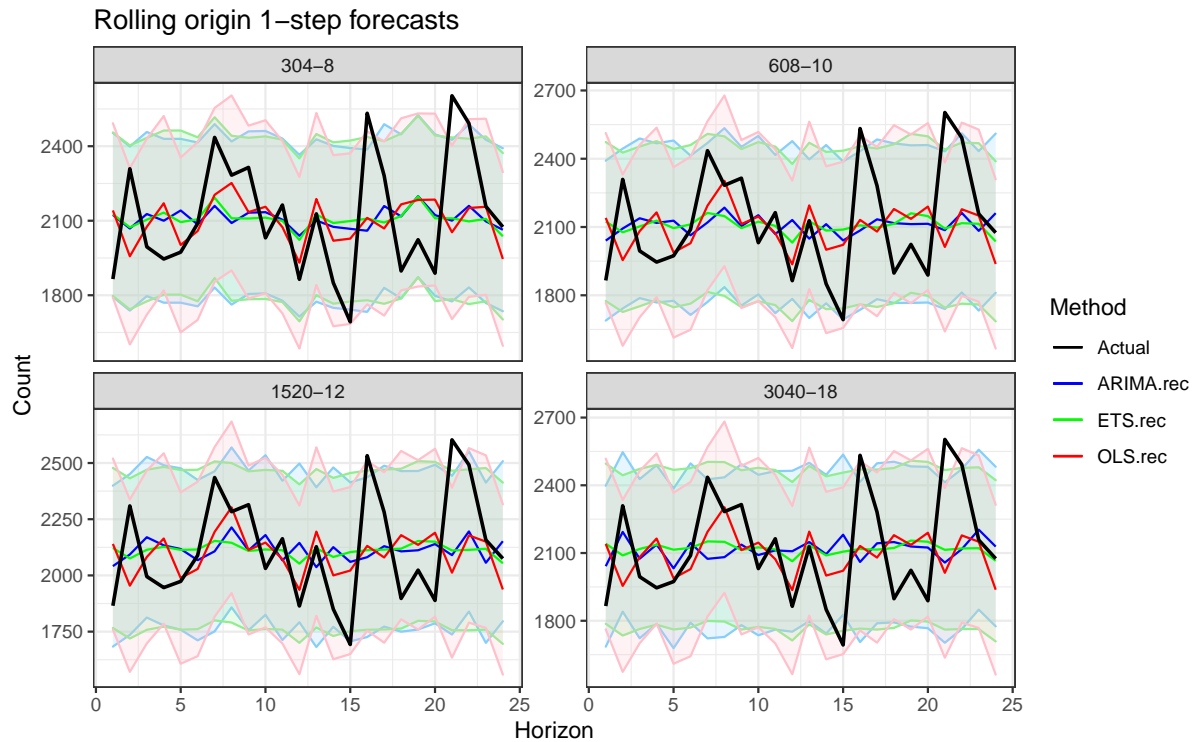 Rolling origin 1−step forecasts
304−8
608−10
2400
2100
1800
2700
2400
2100
1800
1520−12
3040−18
2500
2250
2000
1750
2700
2400
2100
1800
0 5 10 15 20 25
0 5 10 15 20 25
Horizon
Count
Method
Actual
ARIMA.rec
ETS.rec
OLS.rec